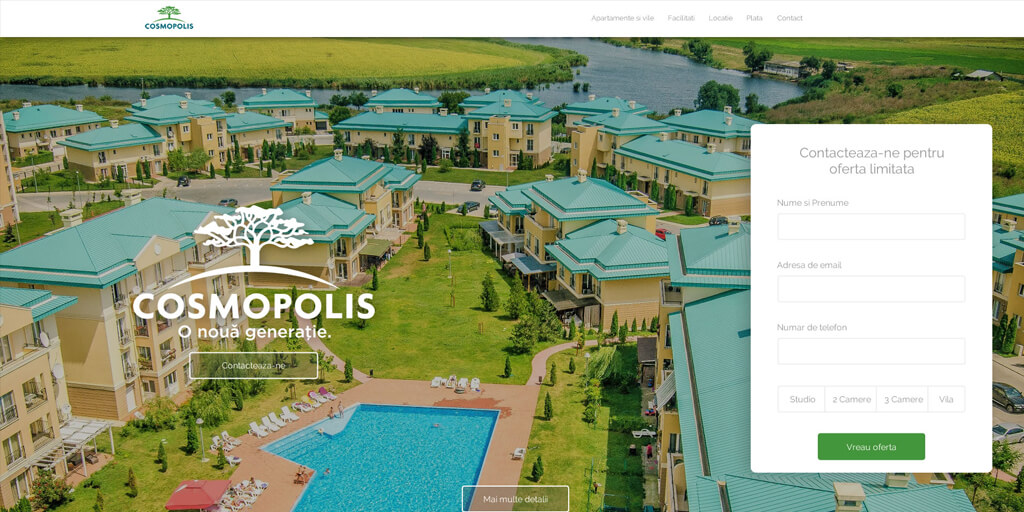 COSMOPOLIS
Apartamente si vile
Facilitati
Locatie
Plata
Contact
COSMOPOLIS
O nouă generație.
Contacteaza-ne
Mai multe detalii
Contacteaza-ne pentru
oferta limitata
Nume si Prenume
Adresa de email
Numar de telefon
Studio
2 Camere
3 Camere
Vila
Vreau oferta